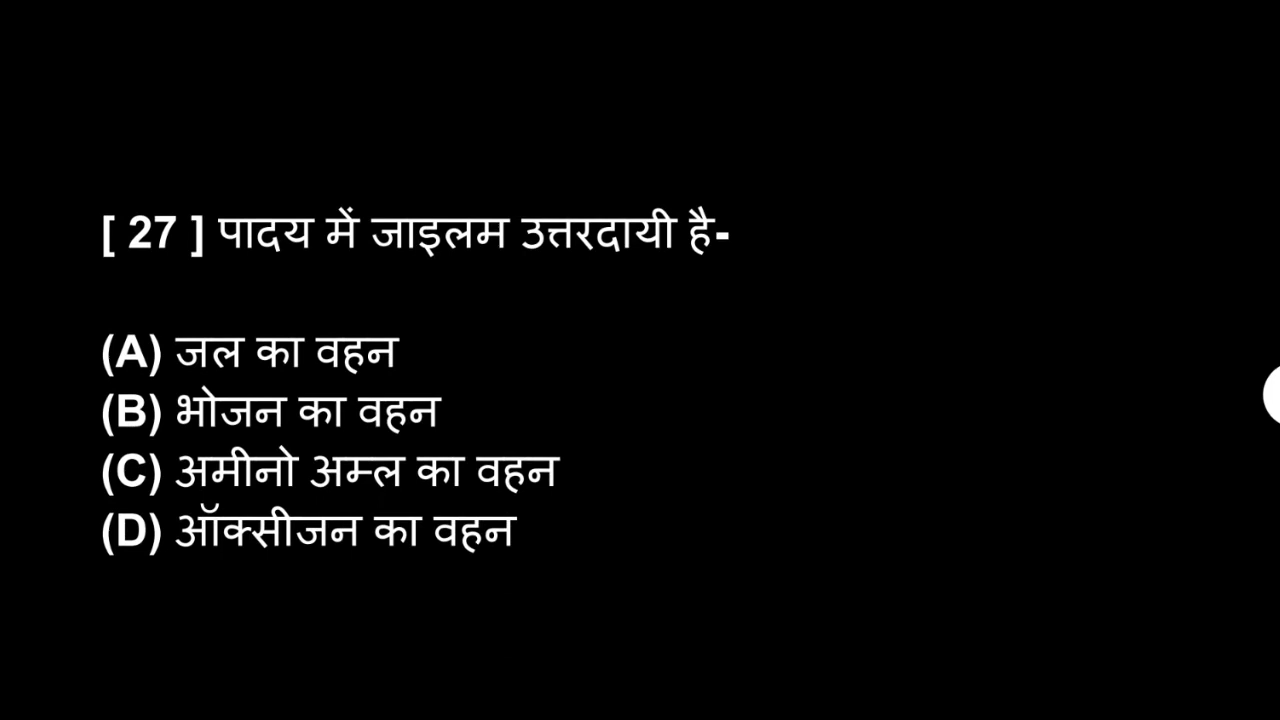 [ 27 ] पादय में जाइलम उत्तरदायी है-
(A) जल का वहन
(B) भोजन का वहन
(C) अमीनो अम्ल का वहन
(D) ऑक्सीजन का वहन